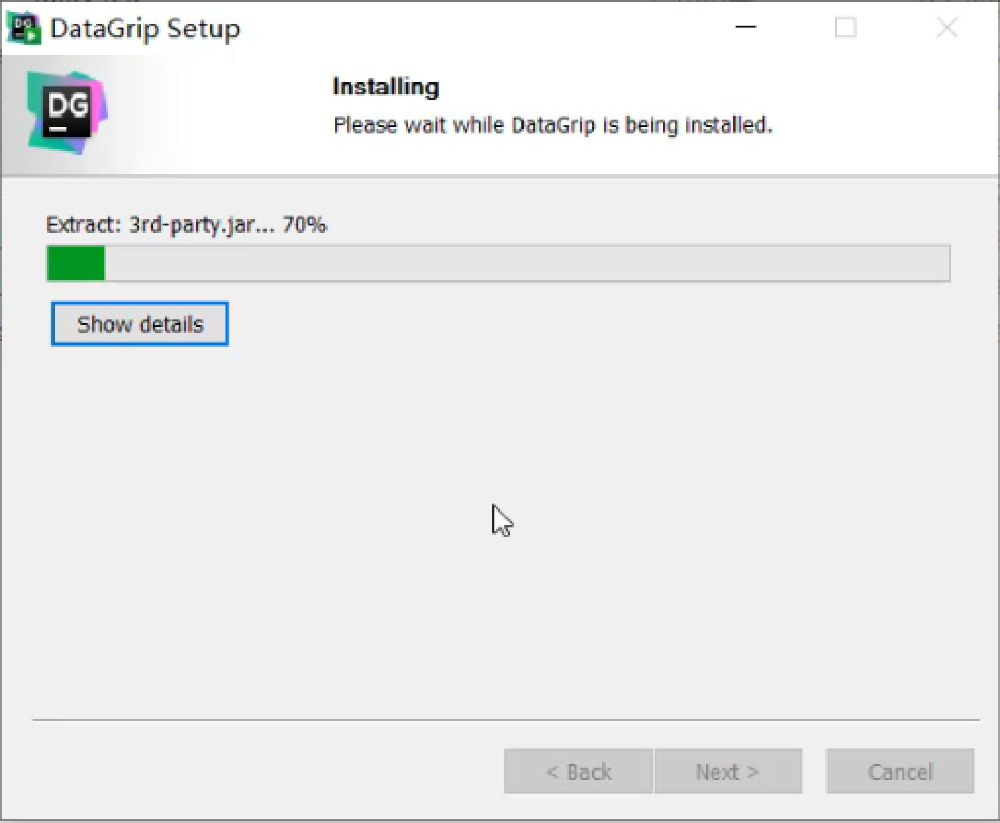 DataGrip Setup
DG
Installing
Please wait while DataGrip is being installed.
Extract: 3rd-party.jar... 70%
Show details
< Back
Next >
Cancel